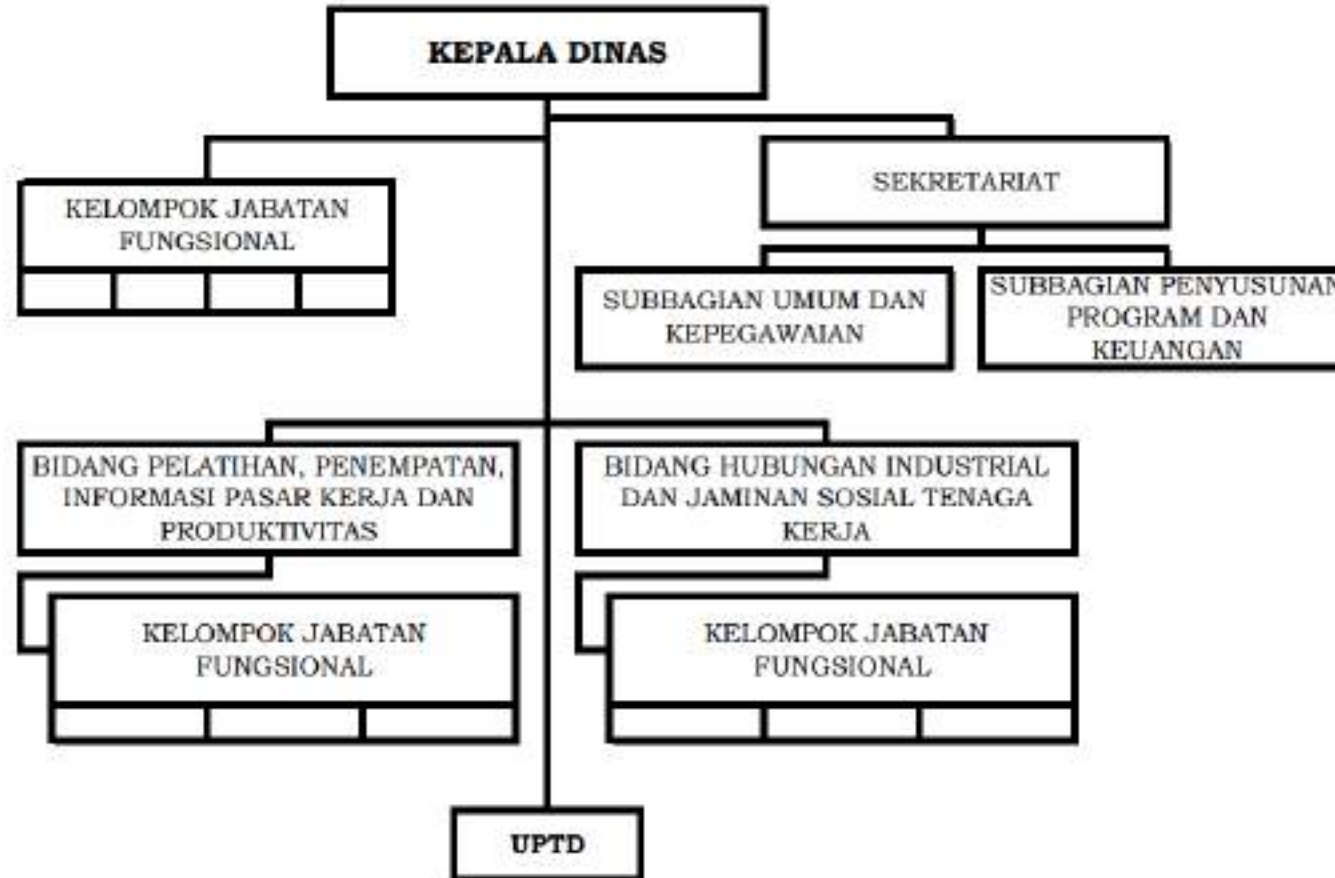 KEPALA DINAS
KELOMPOK JABATAN
FUNGSIONAL
SEKRETARIAT
SUBBAGIAN UMUM DAN
KEPEGAWAIAN
SUBBAGIAN PENYUSUNAN
PROGRAM DAN
KEUANGAN
BIDANG PELATIHAN, PENEMPATAN,
INFORMASI PASAR KERJA DAN
PRODUKTIVITAS
BIDANG HUBUNGAN INDUSTRIAL
DAN JAMINAN SOSIAL TENAGA
KERJA
KELOMPOK JABATAN
FUNGSIONAL
KELOMPOK JABATAN
FUNGSIONAL
UPTD